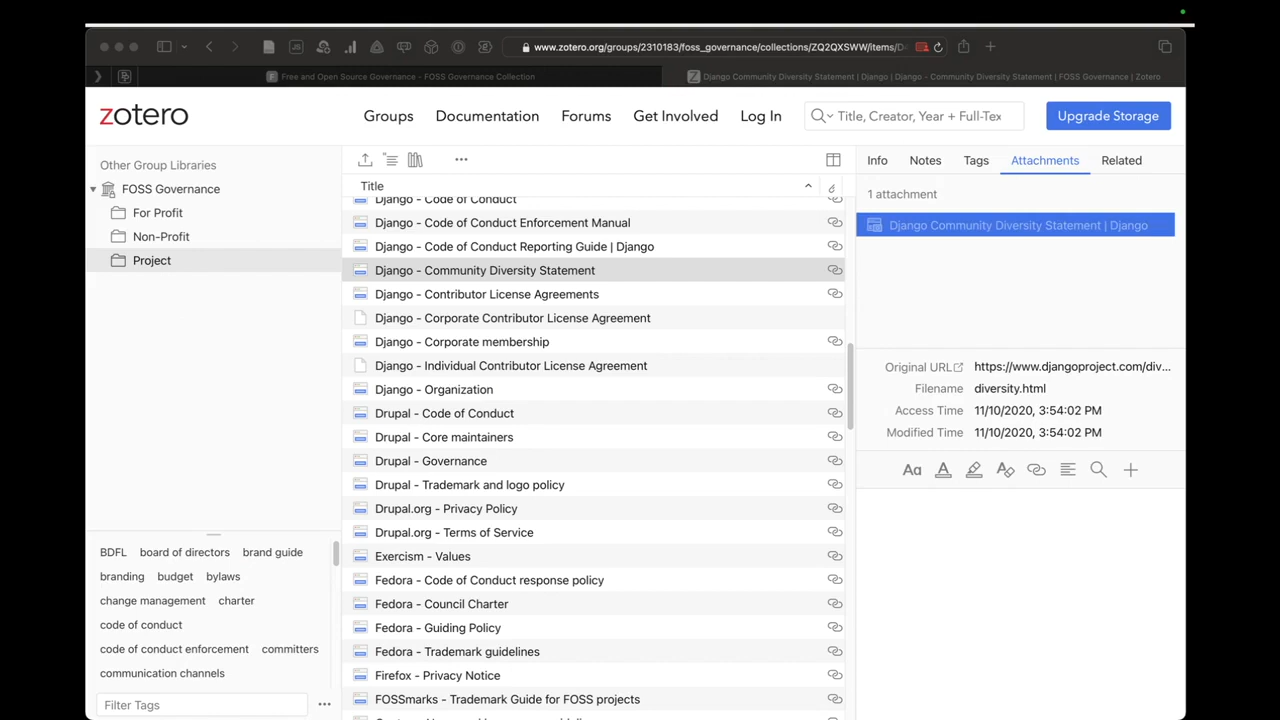 www.zotero.org/groups/2310183/foss_governance/collections/ZQ2QXSWW/items/D
Free and Open Source Governance - FOSS Governance Collection
Django Community Diversity Statement | Django | Django - Community Diversity Statement | FOSS Governance | Zotero
zotero
Groups
Documentation
Forums
Get Involved
Log In
Title, Creator, Year + Full-Tex
Upgrade Storage
Other Group Libraries
FOSS Governance
For Profit
Non-Profit
Project
BDFL board of directors brand guide
branding budget bylaws
change management charter
code of conduct
code of conduct enforcement committers
communication channels
Filter Tags
Title
Django - Code of Conduct
Django - Code of Conduct Enforcement Manual
Django - Code of Conduct Reporting Guide | Django
Django - Community Diversity Statement
Django - Contributor License Agreements
Django - Corporate Contributor License Agreement
Django - Corporate membership
Django - Individual Contributor License Agreement
Django - Organization
Drupal - Code of Conduct
Drupal - Core maintainers
Drupal - Governance
Drupal - Trademark and logo policy
Drupal.org - Privacy Policy
Drupal.org - Terms of Service
Exercism - Values
Fedora - Code of Conduct response policy
Fedora - Council Charter
Fedora - Guiding Policy
Fedora - Trademark guidelines
Firefox - Privacy Notice
FOSSmarks - Trademark Guide for FOSS projects
Info Notes Tags Attachments Related
1 attachment
Django Community Diversity Statement | Django
Original URL https://www.djangoproject.com/div...
Filename diversity.html
Access Time 11/10/2020, 3:54:02 PM
Modified Time 11/10/2020, 3:54:02 PM
Aa